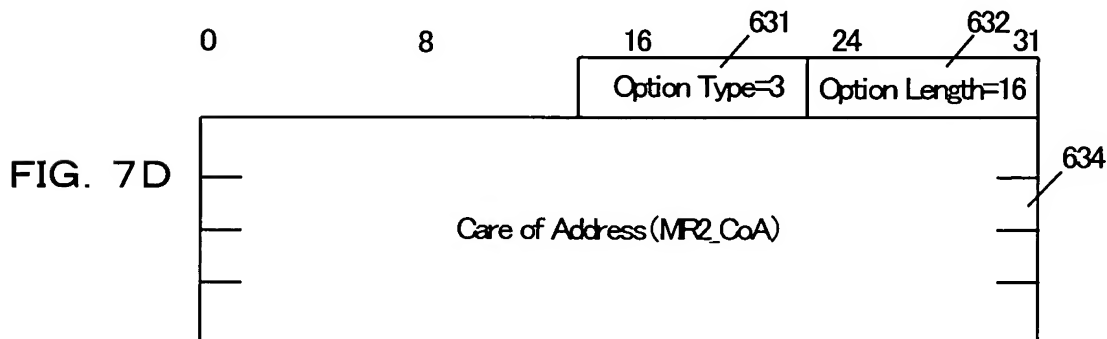 631 632
0 8 16 24 31
Option Type=3 Option Length=16
FIG. 7D
634
Care of Address(MR2_CoA)